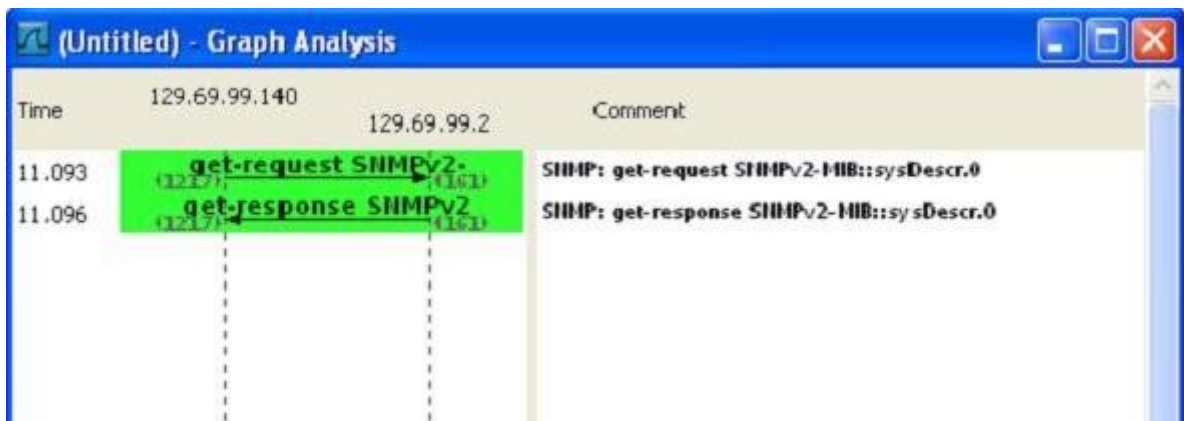 (Untitled) - Graph Analysis
Time 129.69.99.140 129.69.99.2 Comment
11.093 get-request SNMPv2- (1217) (161) SNMP: get-request SNMPv2-MIB::sysDescr.0
11.096 get-response SNMPv2 (1217) (161) SNMP: get-response SNMPv2-MIB::sysDescr.0